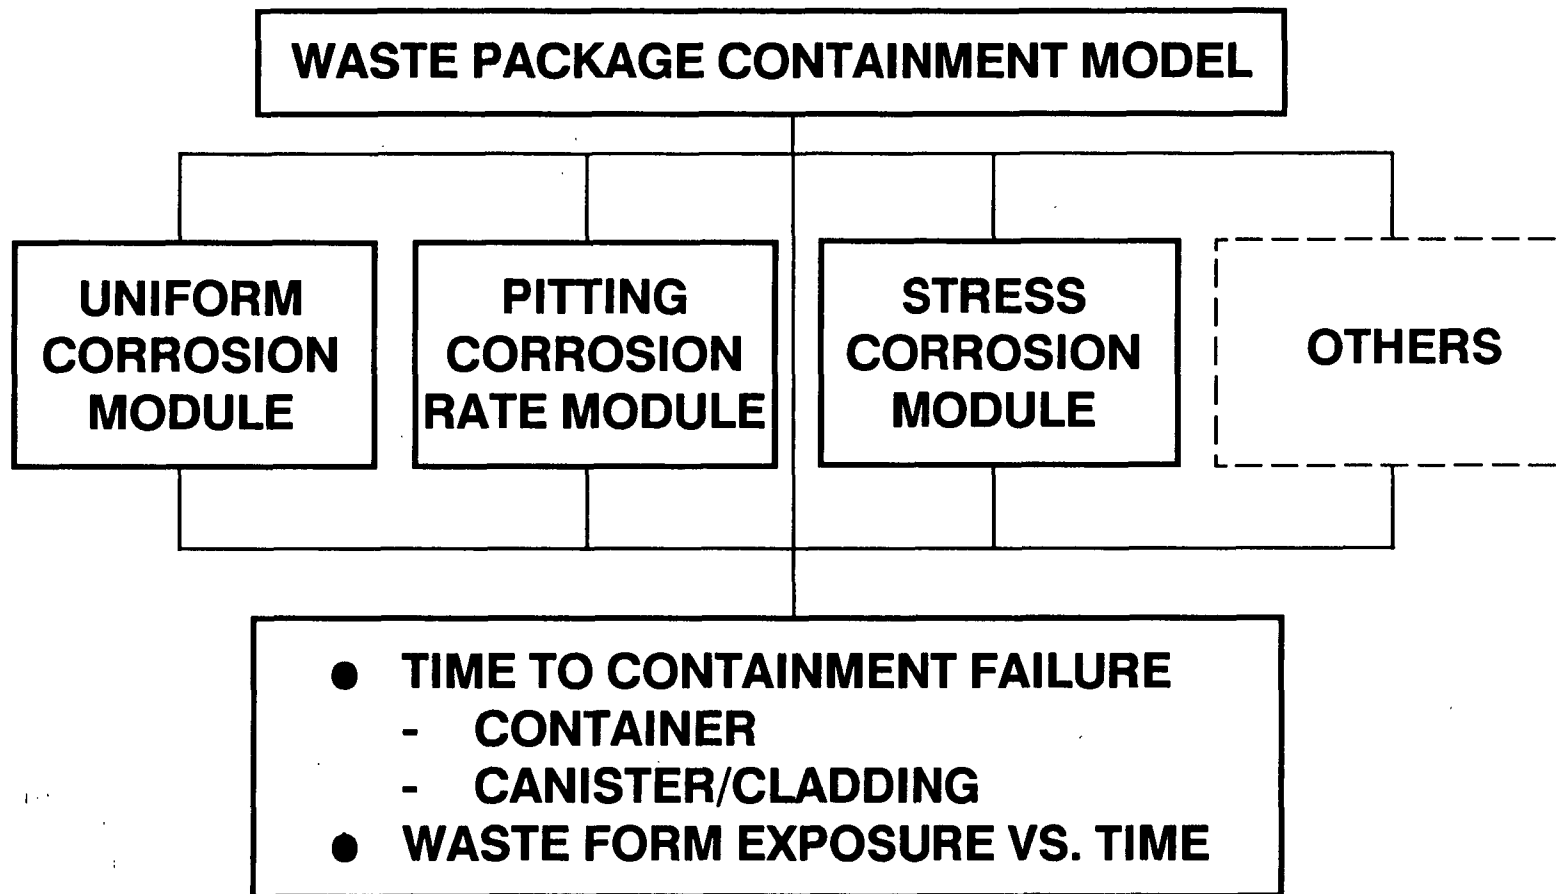 WASTE PACKAGE CONTAINMENT MODEL
UNIFORM
CORROSION
MODULE
PITTING
CORROSION
RATE MODULE
STRESS
CORROSION
MODULE
OTHERS
● TIME TO CONTAINMENT FAILURE
- CONTAINER
- CANISTER/CLADDING
● WASTE FORM EXPOSURE VS. TIME